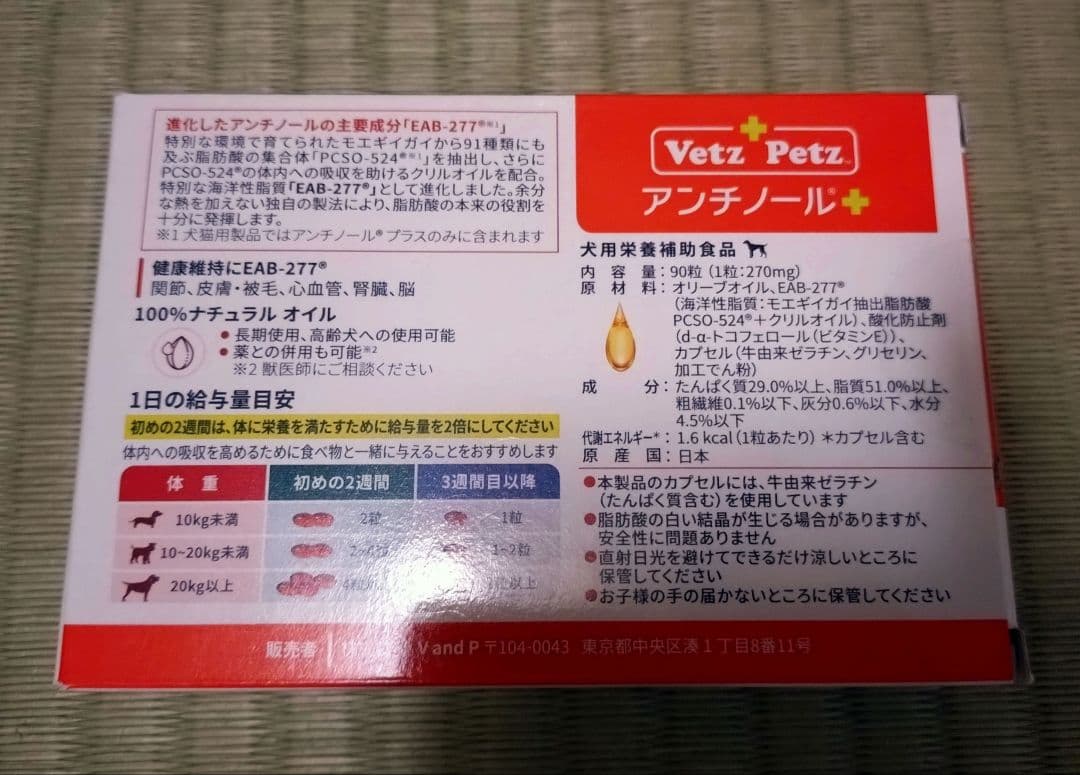 進化したアンチノールの主要成分「EAB-277®※1」
特別な環境で育てられたモエギイガイから91種類にも
及ぶ脂肪酸の集合体「PCSO-524®※1」を抽出し、さらに
PCSO-524®の体内への吸収を助けるクリルオイルを配合。
特別な海洋性脂質「EAB-277®」として進化しました。余分
な熱を加えない独自の製法により、脂肪酸の本来の役割を
十分に発揮します。
※1 犬猫用製品ではアンチノール® プラスのみに含まれます
健康維持にEAB-277®
関節、皮膚・被毛、心血管、腎臓、脳
100%ナチュラル オイル
●長期使用、高齢犬への使用可能
●薬との併用も可能※2
※2 獣医師にご相談ください
1日の給与量目安
初めの2週間は、体に栄養を満たすために給与量を2倍にしてください
体内への吸収を高めるために食べ物と一緒に与えることをおすすめします
体重 初めの2週間 3週間目以降
10kg未満 2粒 1粒
10~20kg未満 2~4粒 1~2粒
20kg以上 4粒 以上
Vetz Petz™
アンチノール®
犬用栄養補助食品
内容量:90粒(1粒:270mg)
原材料:オリーブオイル、EAB-277®
(海洋性脂質:モエギイガイ抽出脂肪酸
PCSO-524®+クリルオイル)、酸化防止剤
(d-α-トコフェロール(ビタミンE))、
カプセル(牛由来ゼラチン、グリセリン、
加工でん粉)
成分:たんぱく質29.0%以上、脂質51.0%以上、
粗繊維0.1%以下、灰分0.6%以下、水分
4.5%以下
代謝エネルギー*:1.6 kcal(1粒あたり)*カプセル含む
原産国:日本
●本製品のカプセルには、牛由来ゼラチン
(たんぱく質含む)を使用しています
●脂肪酸の白い結晶が生じる場合がありますが、
安全性に問題ありません
●直射日光を避けてできるだけ涼しいところに
保管してください
●お子様の手の届かないところに保管してください
販売者 V and P 〒104-0043 東京都中央区湊1丁目8番11号